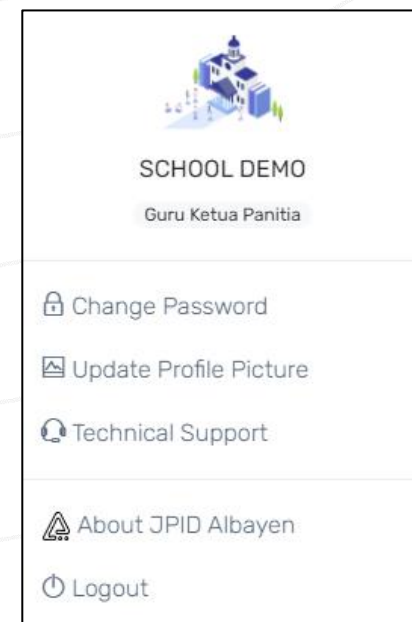 SCHOOL DEMO
Guru Ketua Panitia
Change Password
Update Profile Picture
Technical Support
About JPID Albayen
Logout